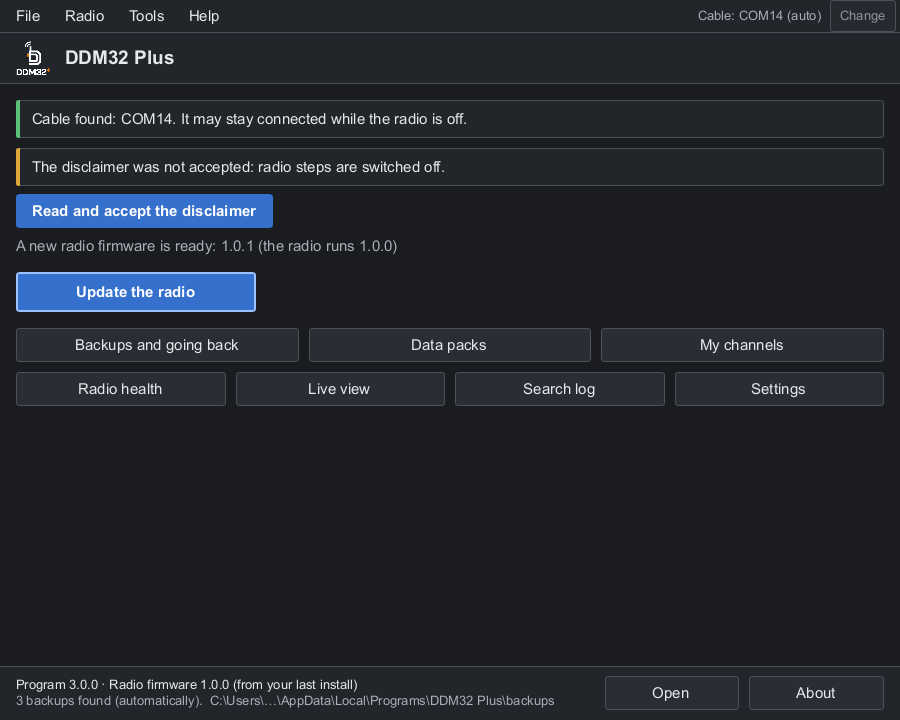 File Radio Tools Help Cable: COM14 (auto) Change
DDM32+ DDM32 Plus
Cable found: COM14. It may stay connected while the radio is off.
The disclaimer was not accepted: radio steps are switched off.
Read and accept the disclaimer
A new radio firmware is ready: 1.0.1 (the radio runs 1.0.0)
Update the radio
Backups and going back Data packs My channels
Radio health Live view Search log Settings
Program 3.0.0 · Radio firmware 1.0.0 (from your last install)
3 backups found (automatically). C:\Users\…\AppData\Local\Programs\DDM32 Plus\backups
Open About